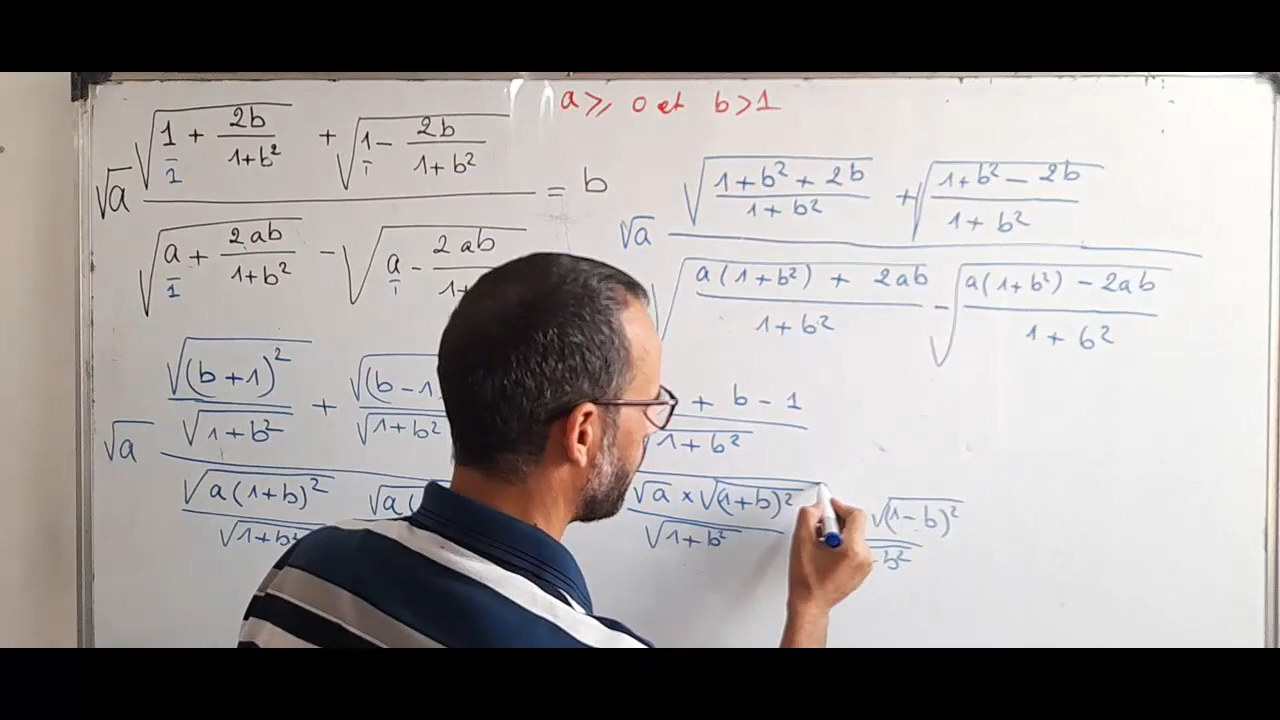 a ⩾ 0 et b > 1
√a (√(1/1 + 2b/(1+b²)) + √(1/1 − 2b/(1+b²))) / (√(a/1 + 2ab/(1+b²)) − √(a/1 − 2ab/(1+ = b
√a (√((1+b²+2b)/(1+b²)) + √((1+b²−2b)/(1+b²))) / (√((a(1+b²)+2ab)/(1+b²)) − √((a(1+b²)−2ab)/(1+b²)))
√a (√(b+1)²/√(1+b²) + √(b−1/√(1+b²)) / (√a(1+b)²/√(1+b² √a(
+ b − 1 / √(1+b²)
√a × √(1+b)² / √(1+b²) √(1−b)² / b²